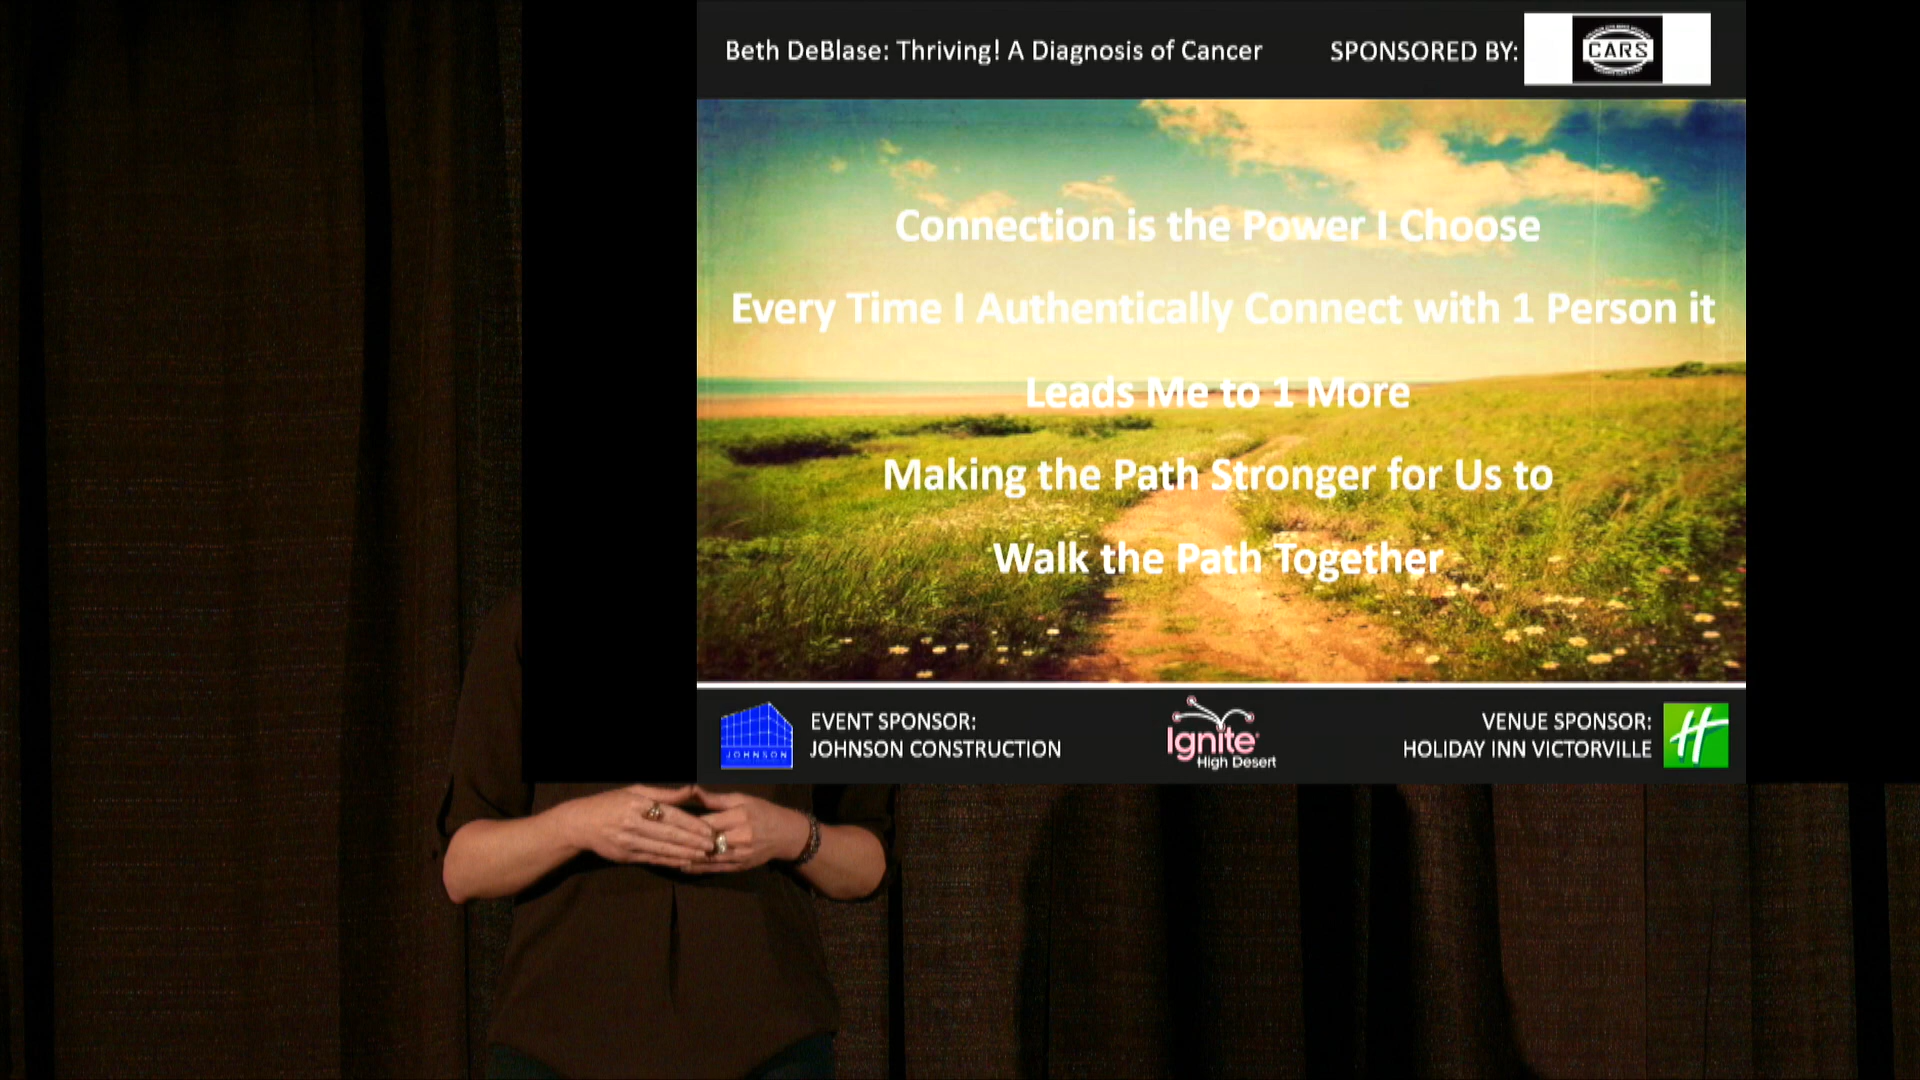 Beth DeBlase: Thriving! A Diagnosis of Cancer
SPONSORED BY:
CARS
Connection is the Power I Choose
Every Time I Authentically Connect with 1 Person it
Leads Me to 1 More
Making the Path Stronger for Us to
Walk the Path Together
JOHNSON
EVENT SPONSOR:
JOHNSON CONSTRUCTION
Ignite
High Desert
VENUE SPONSOR:
HOLIDAY INN VICTORVILLE
H